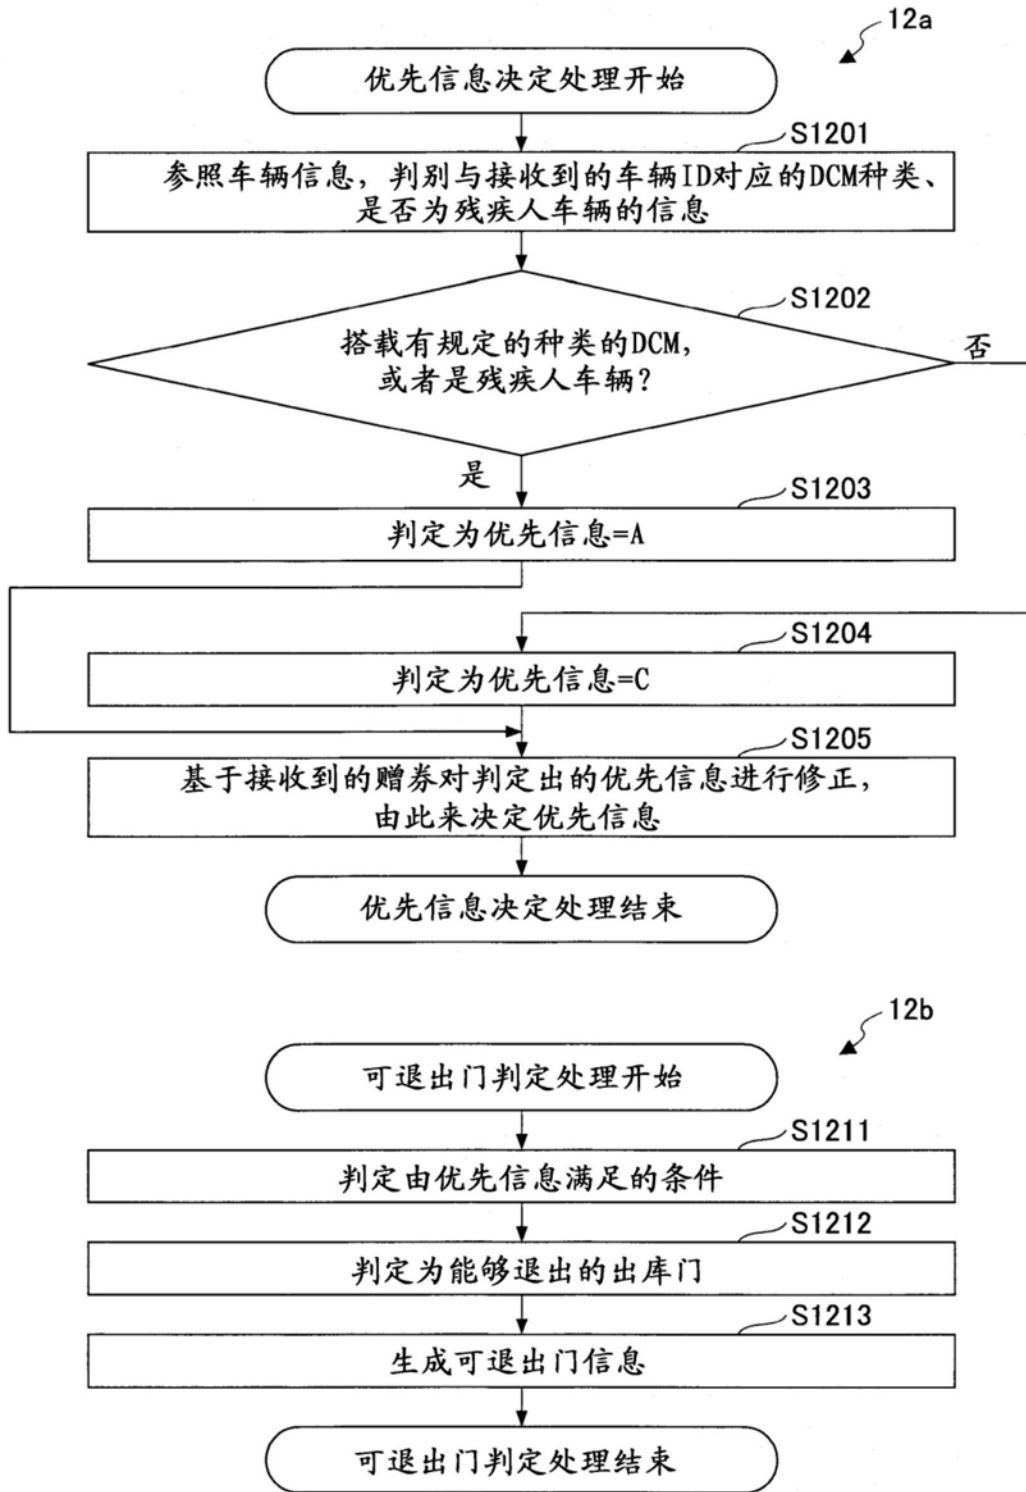 12a
优先信息决定处理开始
S1201
参照车辆信息，判别与接收到的车辆ID对应的DCM种类、
是否为残疾人车辆的信息
S1202
搭载有规定的种类的DCM，
或者是残疾人车辆？
否
是
S1203
判定为优先信息=A
S1204
判定为优先信息=C
S1205
基于接收到的赠券对判定出的优先信息进行修正，
由此来决定优先信息
优先信息决定处理结束
12b
可退出门判定处理开始
S1211
判定由优先信息满足的条件
S1212
判定为能够退出的出库门
S1213
生成可退出门信息
可退出门判定处理结束